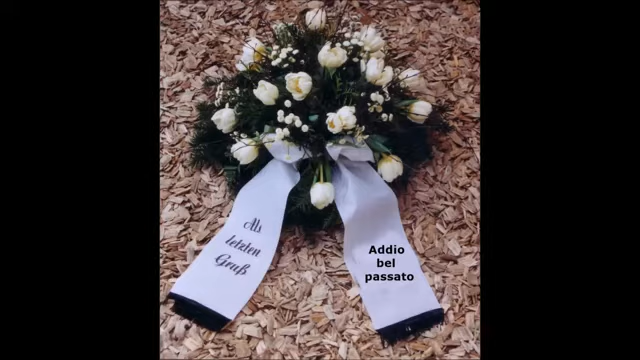 Als
letzten
Gruß
Addio
bel
passato